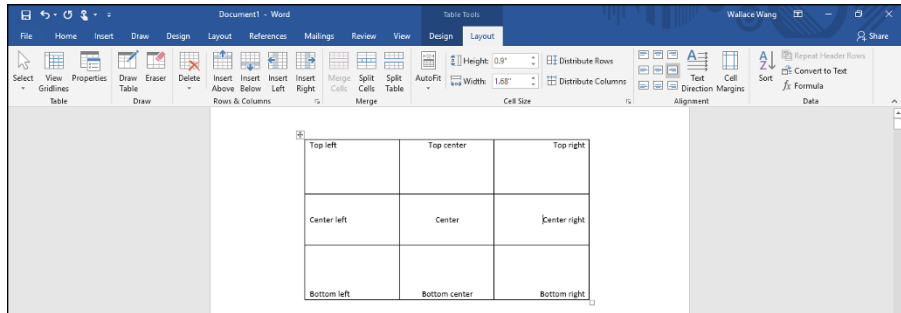 Document1 - Word
Table Tools
Wallace Wang
File Home Insert Draw Design Layout References Mailings Review View Design Layout Share
Height: 0.9" Distribute Rows Repeat Header Rows
Width: 1.68" Distribute Columns Convert to Text
Formula
Select View Gridlines Properties Draw Table Eraser Delete Insert Above Insert Below Insert Left Insert Right Merge Cells Split Cells Split Table AutoFit Text Direction Cell Margins Sort
Table Draw Rows & Columns Merge Cell Size Alignment Data
Top left Top center Top right
Center left Center Center right
Bottom left Bottom center Bottom right